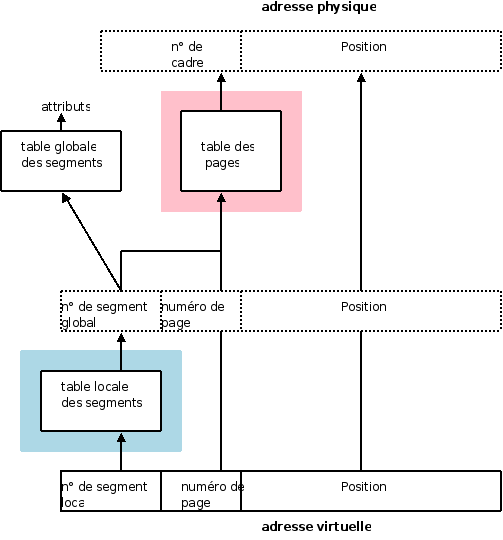 adresse physique
n° de
cadre
Position
attributs
table globale
des segments
table des
pages
n° de segment
global
numéro de
page
Position
table locale
des segments
n° de segment
loca
numéro de
page
Position
adresse virtuelle